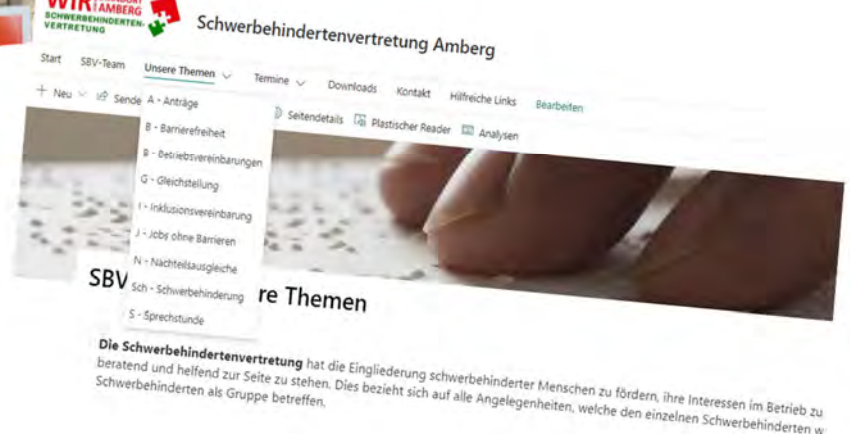 WIR AMBERG
SCHWERBEHINDERTEN-
VERTRETUNG
Schwerbehindertenvertretung Amberg
Start SBV-Team Unsere Themen Termine Downloads Kontakt Hilfreiche Links Bearbeiten
+ Neu Sende Seitendetails Plastischer Reader Analysen
A - Anträge
B - Barrierefreiheit
B - Betriebsvereinbarungen
G - Gleichstellung
I - Inklusionsvereinbarung
J - Jobs ohne Barrieren
N - Nachteilsausgleiche
Sch - Schwerbehinderung
S - Sprechstunde
SBV re Themen
Die Schwerbehindertenvertretung hat die Eingliederung schwerbehinderter Menschen zu fördern, ihre Interessen im Betrieb zu
beratend und helfend zur Seite zu stehen. Dies bezieht sich auf alle Angelegenheiten, welche den einzelnen Schwerbehinderten w
Schwerbehinderten als Gruppe betreffen.